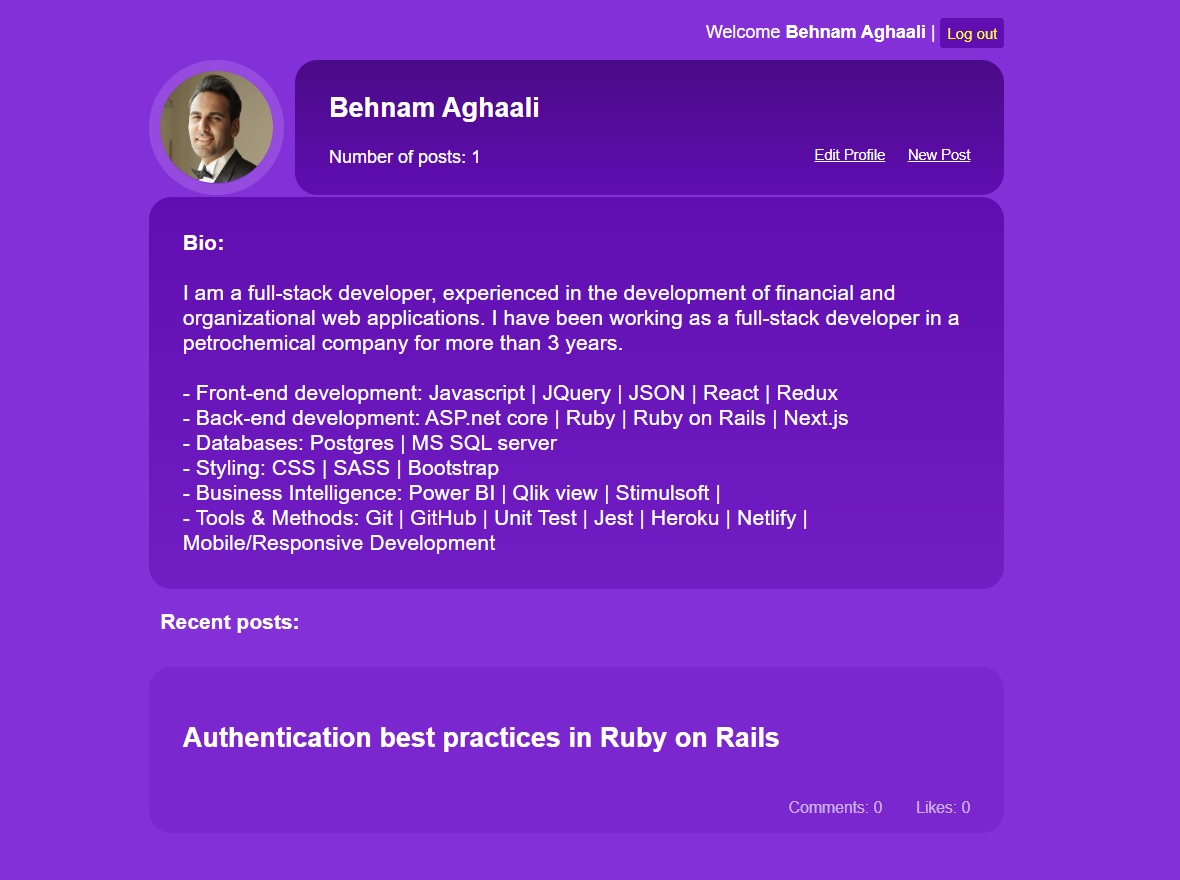 Welcome Behnam Aghaali | Log out
Behnam Aghaali
Number of posts: 1
Edit Profile New Post
Bio:
I am a full-stack developer, experienced in the development of financial and
organizational web applications. I have been working as a full-stack developer in a
petrochemical company for more than 3 years.
- Front-end development: Javascript | JQuery | JSON | React | Redux
- Back-end development: ASP.net core | Ruby | Ruby on Rails | Next.js
- Databases: Postgres | MS SQL server
- Styling: CSS | SASS | Bootstrap
- Business Intelligence: Power BI | Qlik view | Stimulsoft |
- Tools & Methods: Git | GitHub | Unit Test | Jest | Heroku | Netlify |
Mobile/Responsive Development
Recent posts:
Authentication best practices in Ruby on Rails
Comments: 0 Likes: 0